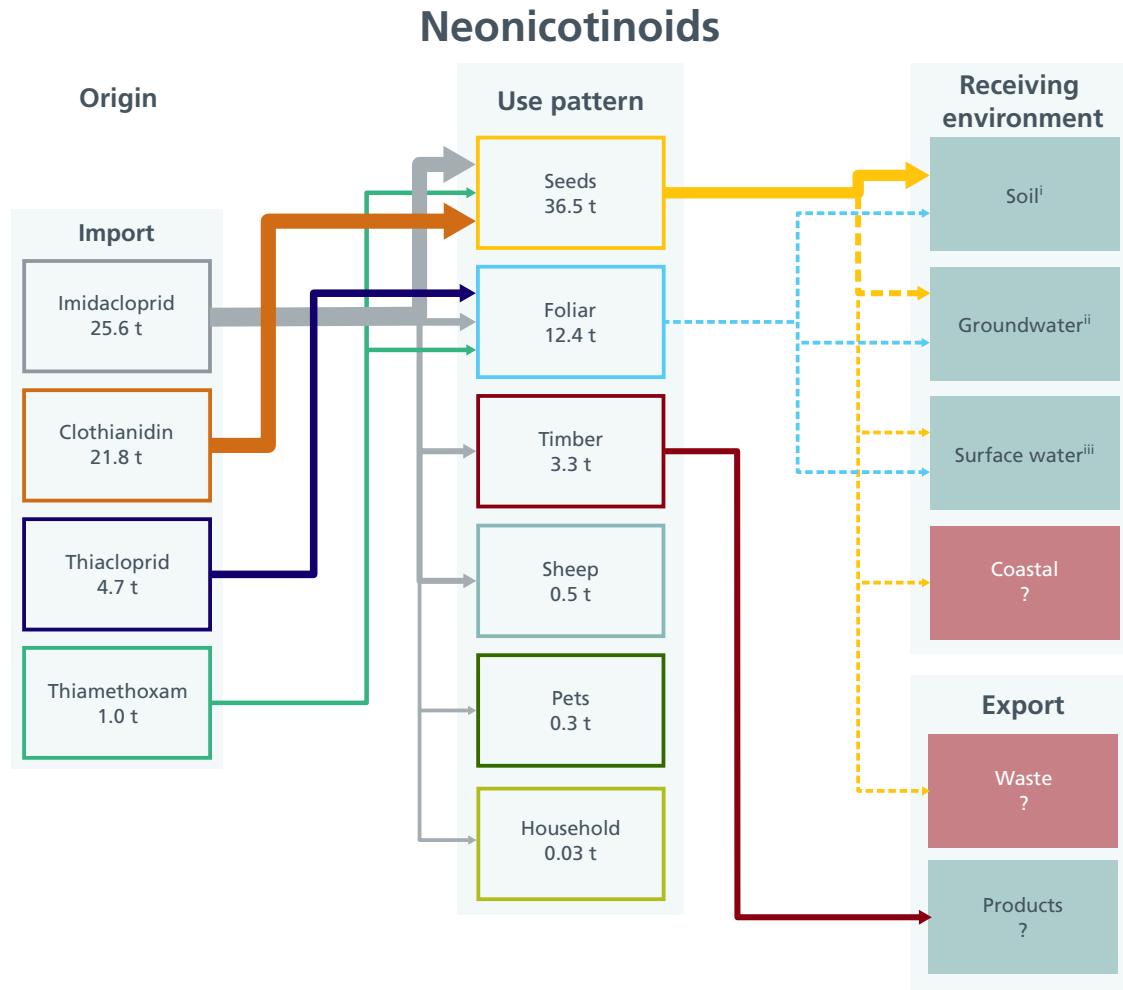 Neonicotinoids
Origin
Import
Imidacloprid
25.6 t
Clothianidin
21.8 t
Thiacloprid
4.7 t
Thiamethoxam
1.0 t
Use pattern
Seeds
36.5 t
Foliar
12.4 t
Timber
3.3 t
Sheep
0.5 t
Pets
0.3 t
Household
0.03 t
Receiving
environment
Soilⁱ
Groundwaterⁱⁱ
Surface waterⁱⁱⁱ
Coastal
?
Export
Waste
?
Products
?